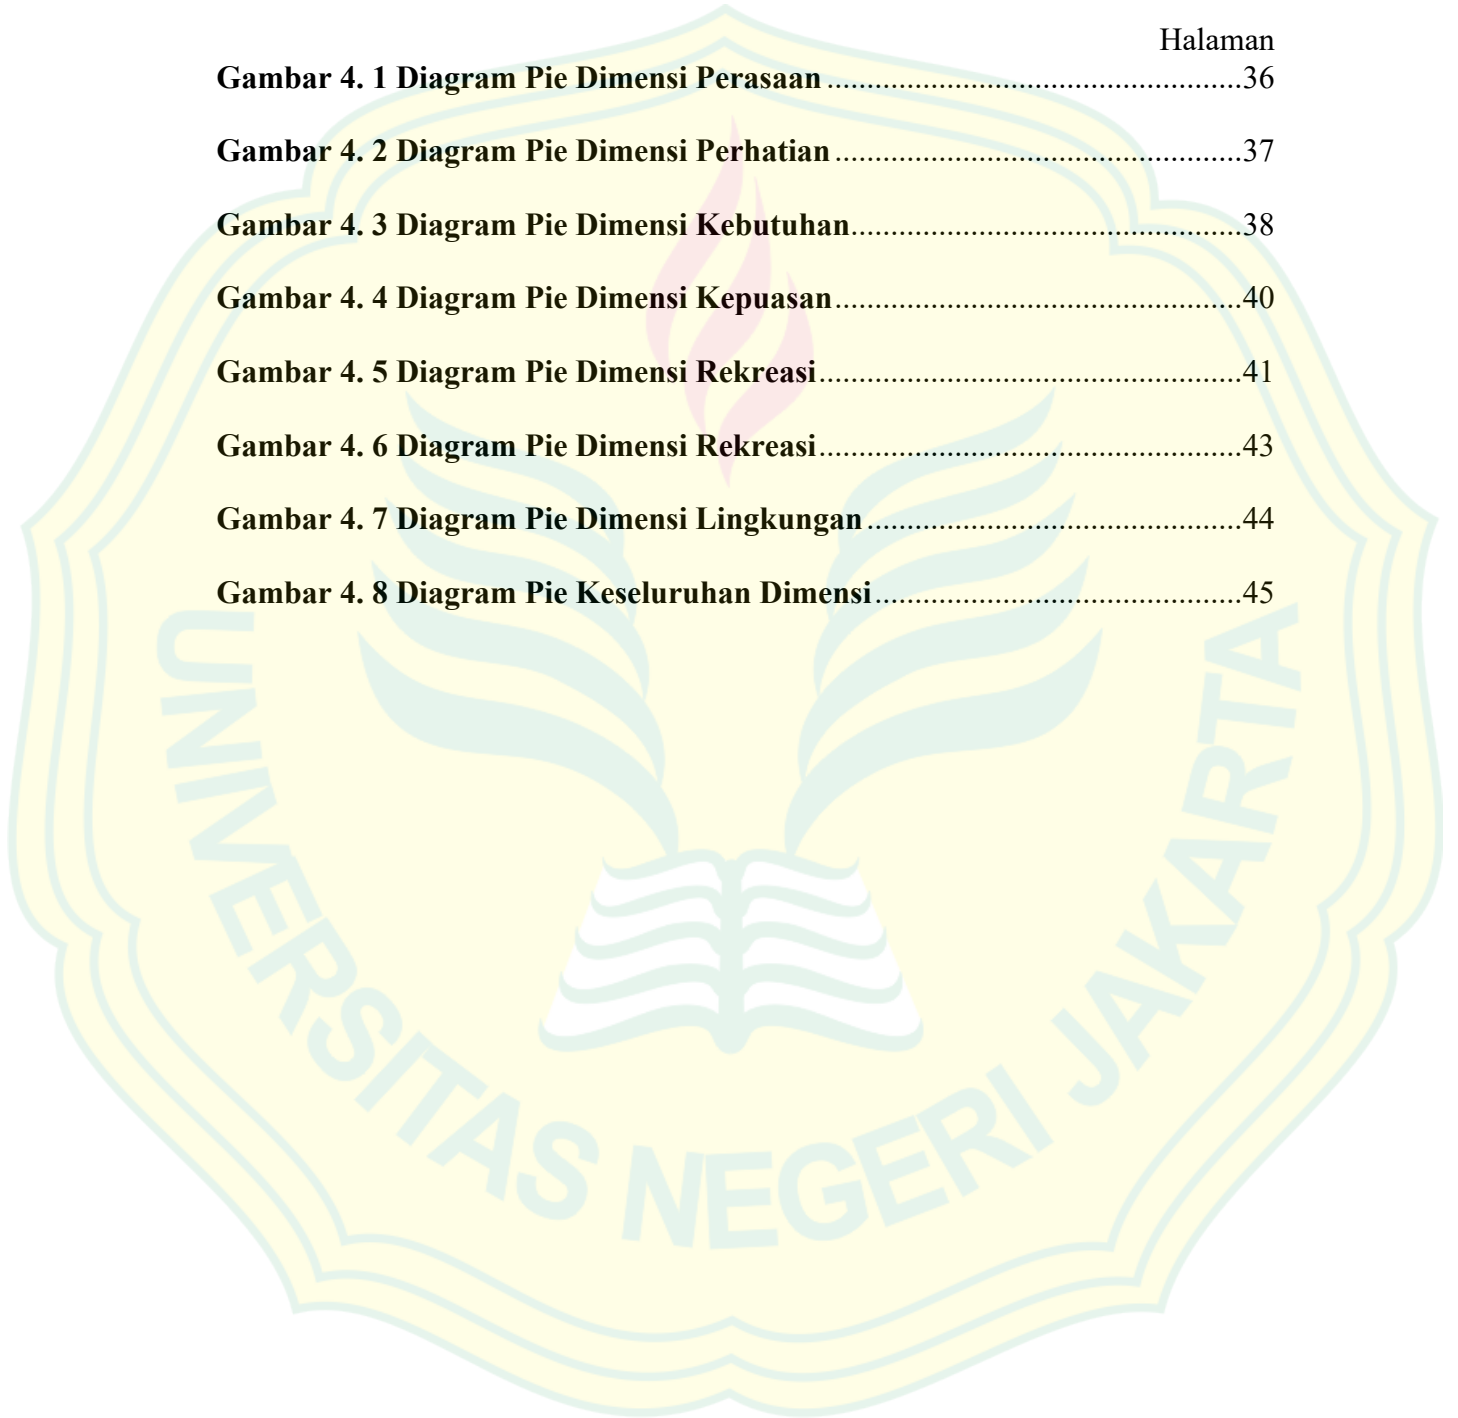 Halaman
Gambar 4. 1 Diagram Pie Dimensi Perasaan....................................................36
Gambar 4. 2 Diagram Pie Dimensi Perhatian...................................................37
Gambar 4. 3 Diagram Pie Dimensi Kebutuhan.................................................38
Gambar 4. 4 Diagram Pie Dimensi Kepuasan...................................................40
Gambar 4. 5 Diagram Pie Dimensi Rekreasi.....................................................41
Gambar 4. 6 Diagram Pie Dimensi Rekreasi.....................................................43
Gambar 4. 7 Diagram Pie Dimensi Lingkungan...............................................44
Gambar 4. 8 Diagram Pie Keseluruhan Dimensi..............................................45
UNIVERSITAS NEGERI JAKARTA